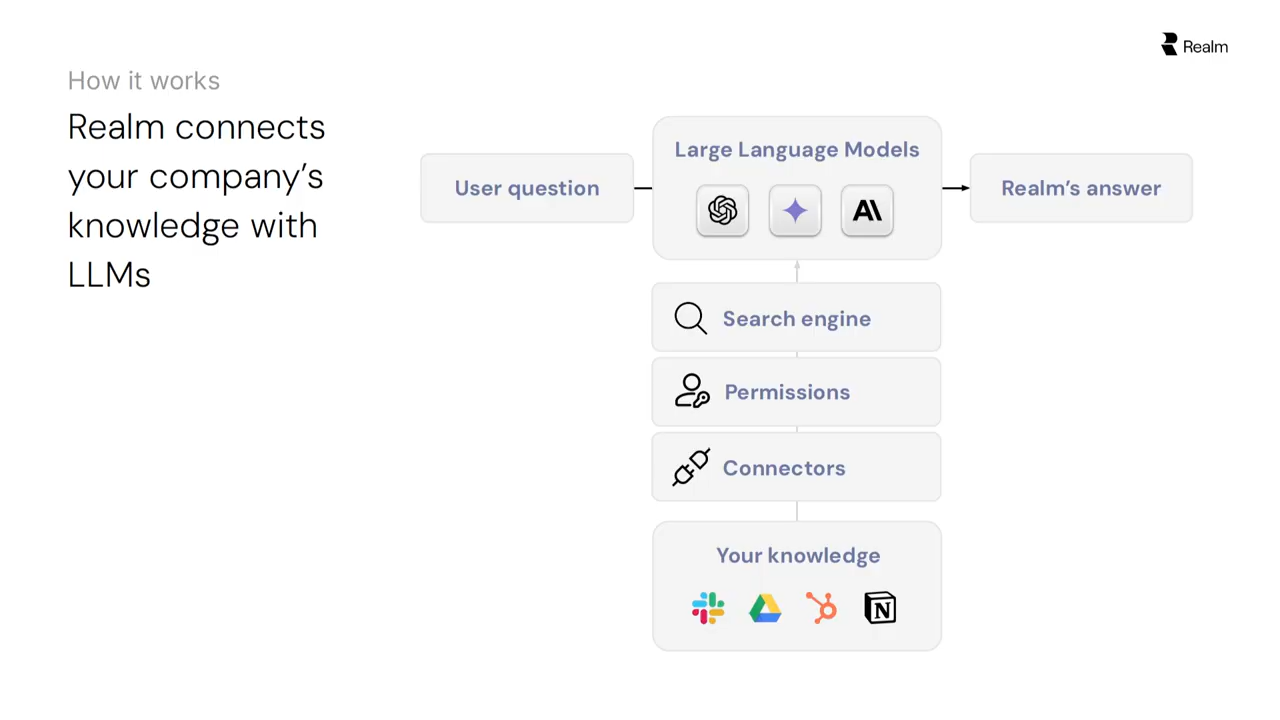 Realm
How it works
Realm connects
your company’s
knowledge with
LLMs
User question
Large Language Models
Realm’s answer
Search engine
Permissions
Connectors
Your knowledge